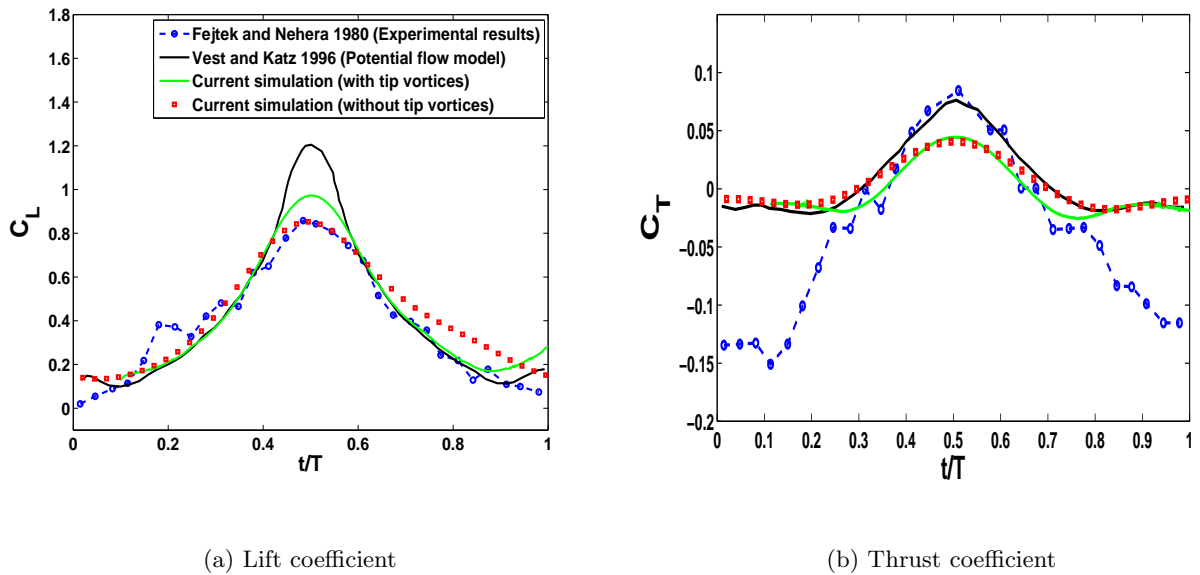 1.8
1.6
1.4
1.2
1
0.8
0.6
0.4
0.2
0
C_L
Fejtek and Nehera 1980 (Experimental results)
Vest and Katz 1996 (Potential flow model)
Current simulation (with tip vortices)
Current simulation (without tip vortices)
0 0.2 0.4 0.6 0.8 1
t/T
(a) Lift coefficient
0.1
0.05
0
−0.05
−0.1
−0.15
−0.2
C_T
0 0.1 0.2 0.3 0.4 0.5 0.6 0.7 0.8 0.9 1
t/T
(b) Thrust coefficient